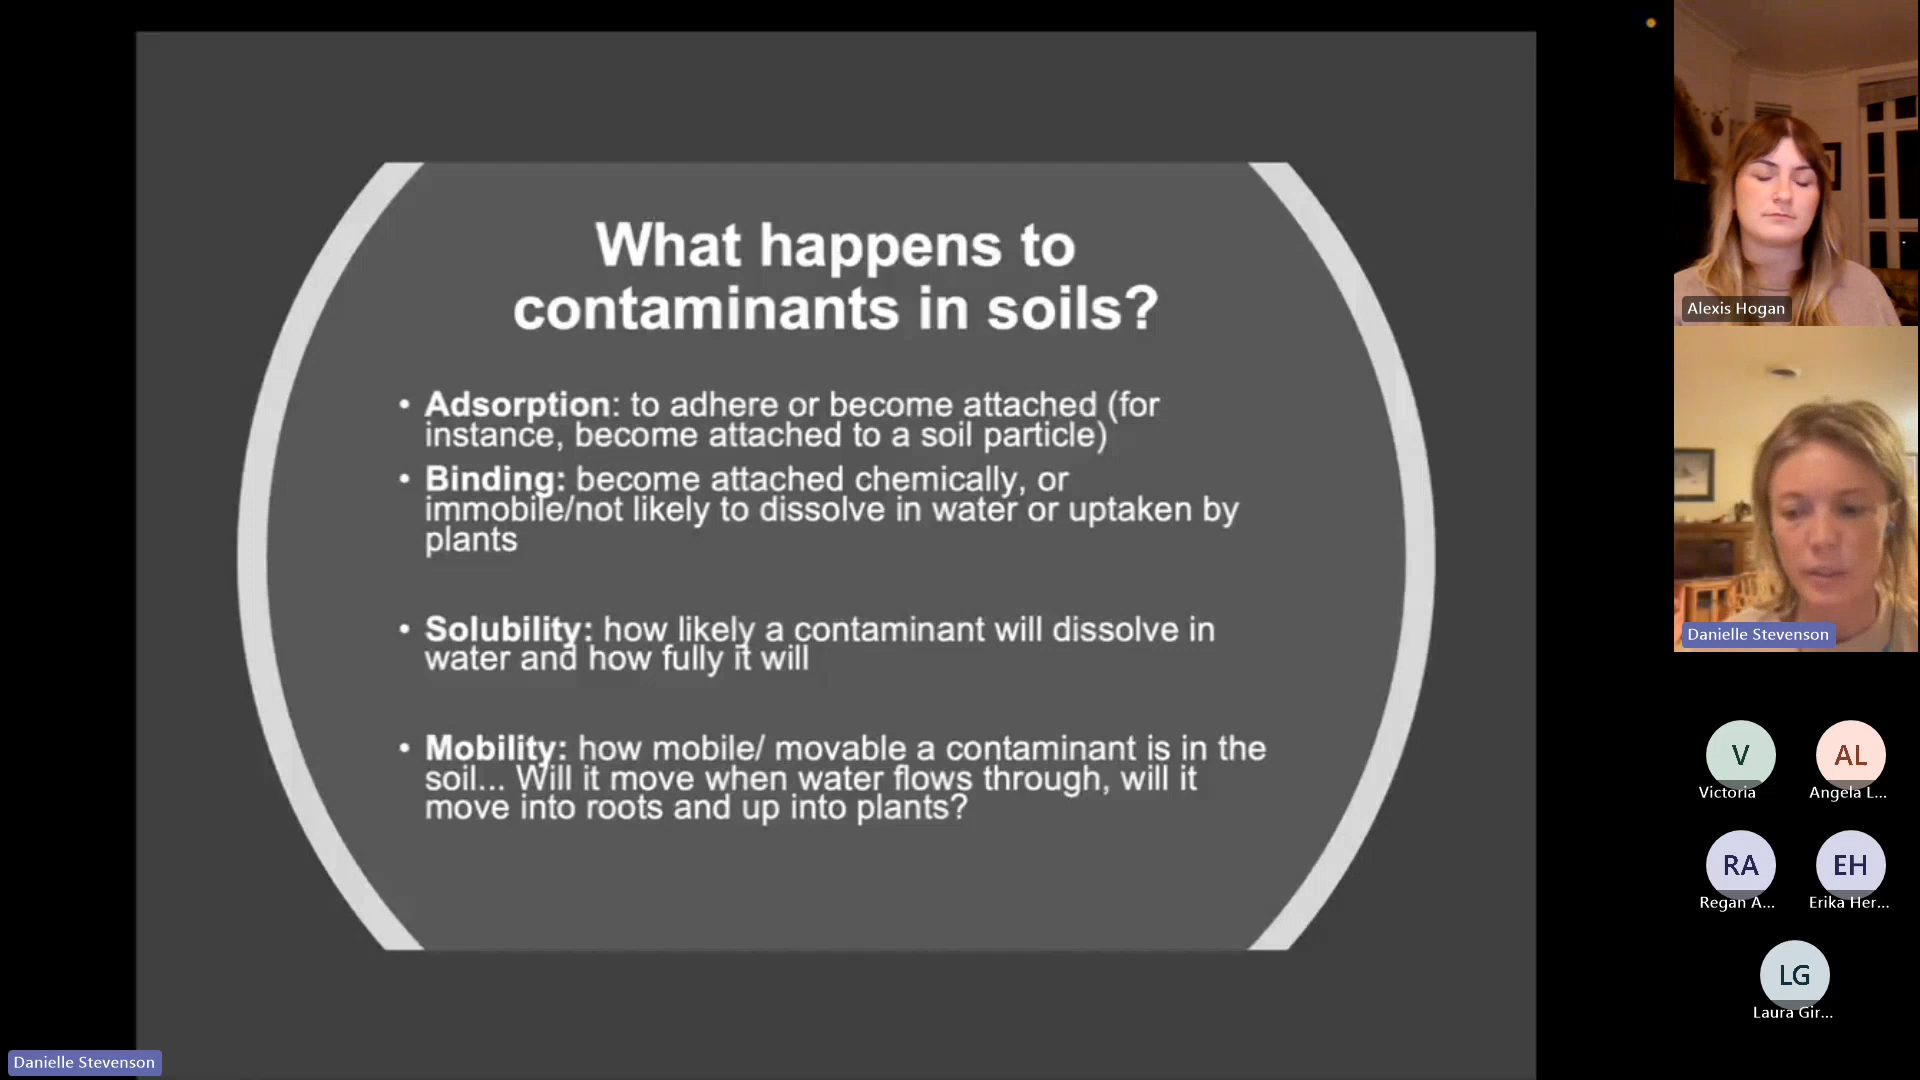 What happens to
contaminants in soils?
• Adsorption: to adhere or become attached (for
instance, become attached to a soil particle)
• Binding: become attached chemically, or
immobile/not likely to dissolve in water or uptaken by
plants
• Solubility: how likely a contaminant will dissolve in
water and how fully it will
• Mobility: how mobile/ movable a contaminant is in the
soil... Will it move when water flows through, will it
move into roots and up into plants?
Danielle Stevenson
Alexis Hogan
Danielle Stevenson
V
Victoria
AL
Angela L...
RA
Regan A...
EH
Erika Her...
LG
Laura Gir...